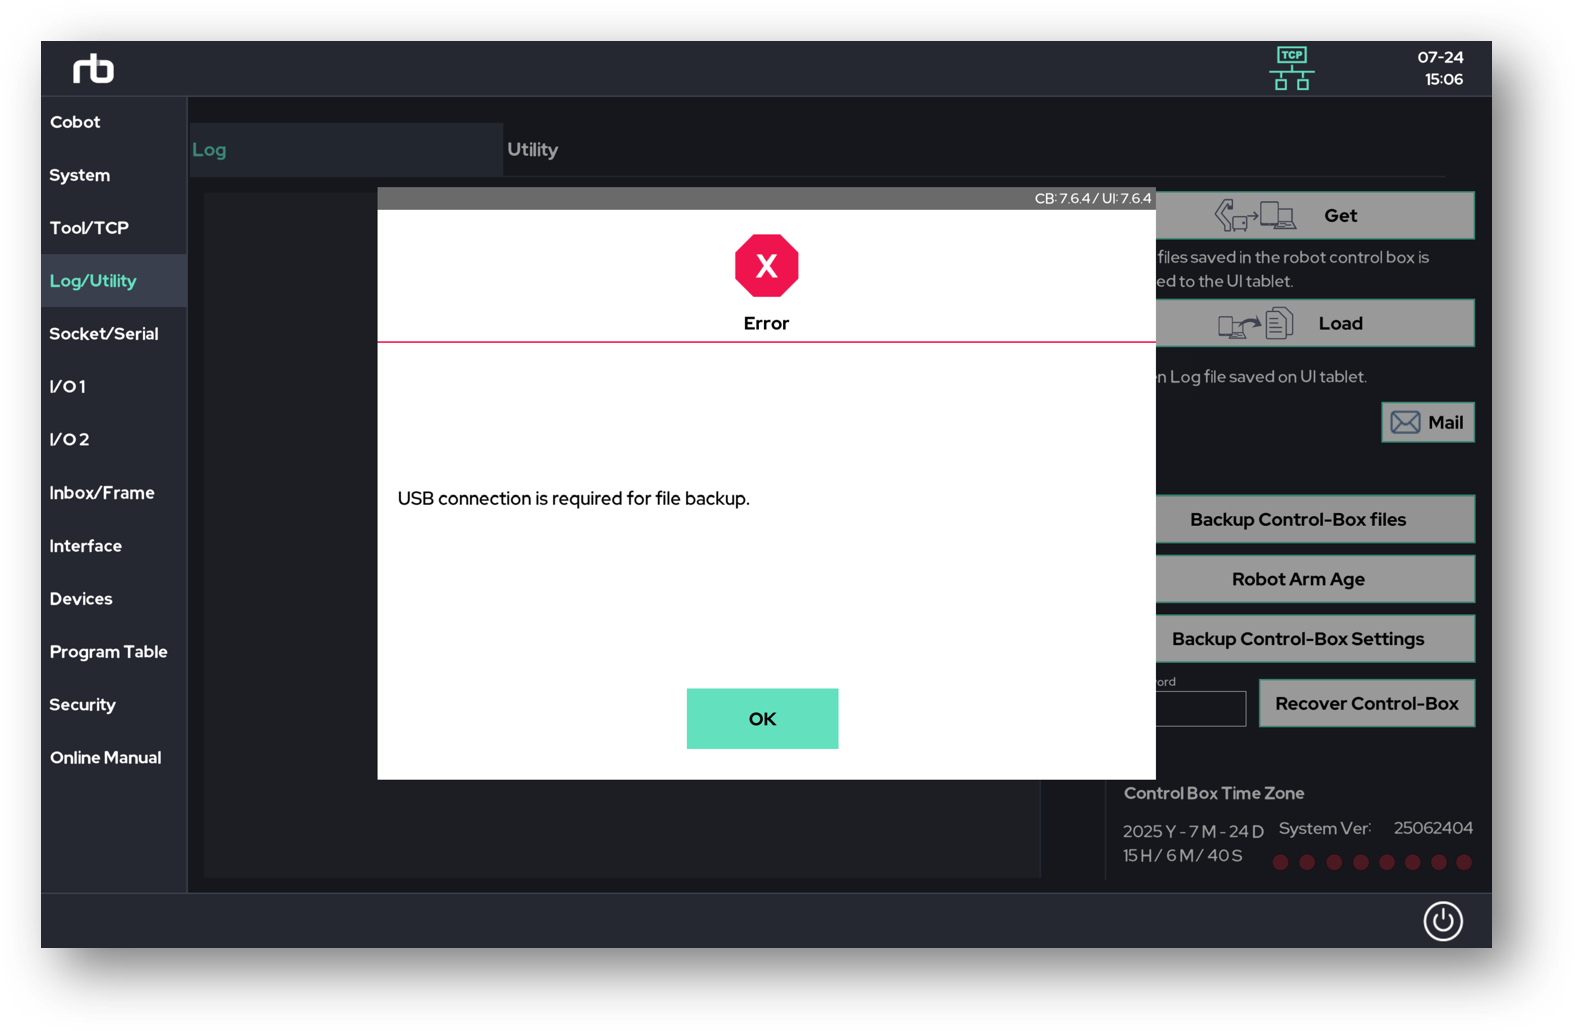 rb
TCP
07-24
15:06
Cobot
System
Tool/TCP
Log/Utility
Socket/Serial
I/O 1
I/O 2
Inbox/Frame
Interface
Devices
Program Table
Security
Online Manual
Log
Utility
CB: 7.6.4 / UI: 7.6.4
X
Error
USB connection is required for file backup.
OK
Get
files saved in the robot control box is
ed to the UI tablet.
Load
n Log file saved on UI tablet.
Mail
Backup Control-Box files
Robot Arm Age
Backup Control-Box Settings
ord
Recover Control-Box
Control Box Time Zone
2025 Y - 7 M - 24 D
15 H / 6 M / 40 S
System Ver: 25062404